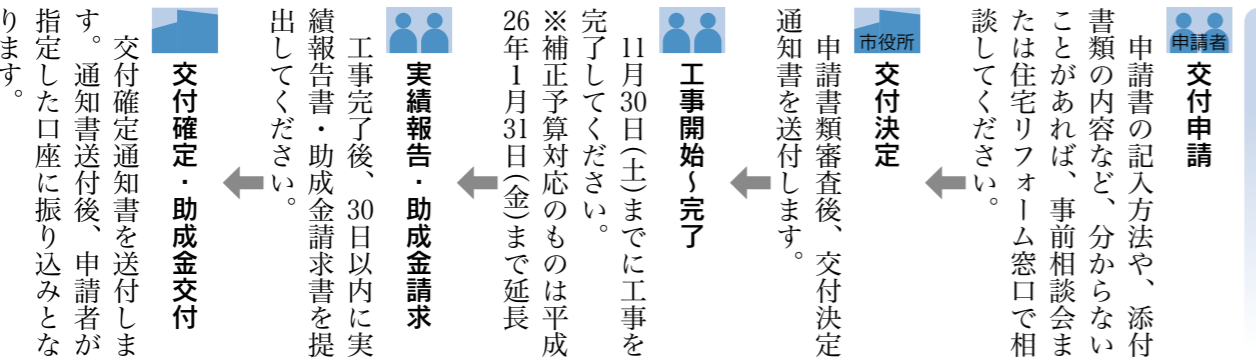 申請者
交付申請
申請書の記入方法や、添付
書類の内容など、分からない
ことがあれば、事前相談会ま
たは住宅リフォーム窓口で相
談してください。
市役所
交付決定
申請書類審査後、交付決定
通知書を送付します。
工事開始～完了
11月30日(土)までに工事を
完了してください。
※補正予算対応のものは平成
26年1月31日(金)まで延長
実績報告・助成金請求
工事完了後、30日以内に実
績報告書・助成金請求書を提
出してください。
交付確定・助成金交付
交付確定通知書を送付しま
す。通知書送付後、申請者が
指定した口座に振り込みとな
ります。